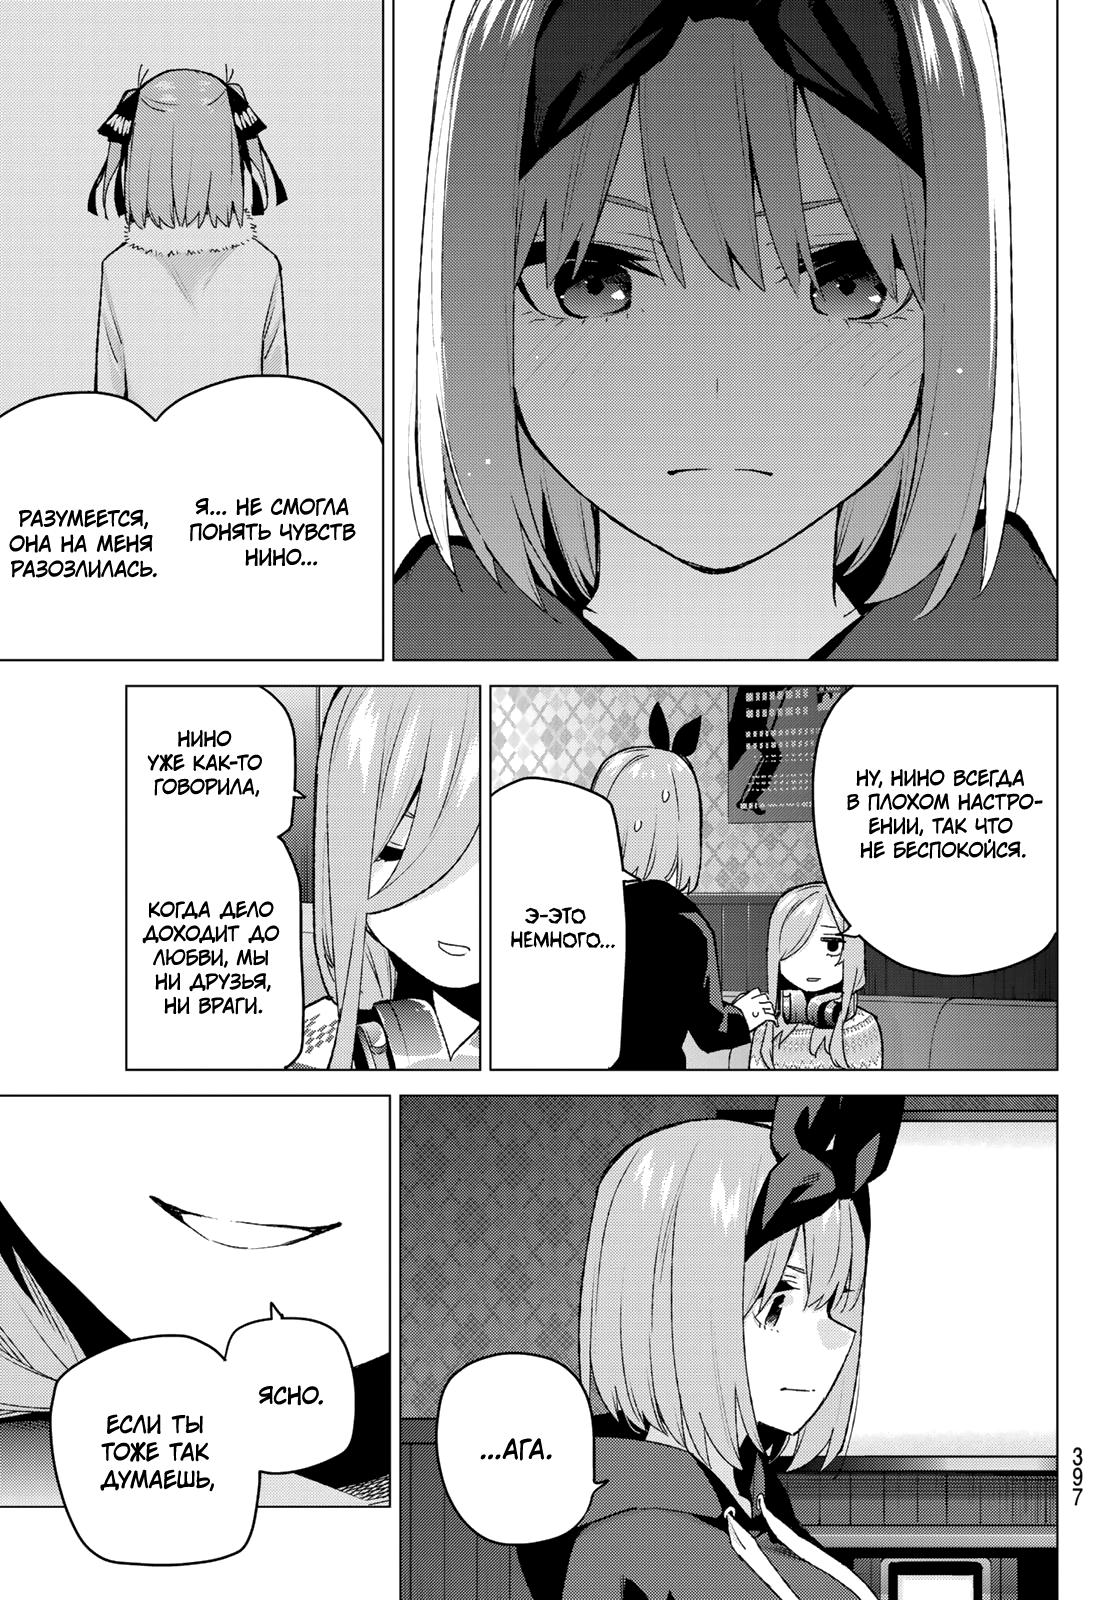 Я... НЕ СМОГЛА
ПОНЯТЬ ЧУВСТВ
НИНО...
РАЗУМЕЕТСЯ,
ОНА НА МЕНЯ
РАЗОЗЛИЛАСЬ.
НУ, НИНО ВСЕГДА
В ПЛОХОМ НАСТРО-
ЕНИИ, ТАК ЧТО
НЕ БЕСПОКОЙСЯ.
Э-ЭТО
НЕМНОГО...
НИНО
УЖЕ КАК-ТО
ГОВОРИЛА,
КОГДА ДЕЛО
ДОХОДИТ ДО
ЛЮБВИ, МЫ
НИ ДРУЗЬЯ,
НИ ВРАГИ.
...АГА.
ЯСНО.
ЕСЛИ ТЫ
ТОЖЕ ТАК
ДУМАЕШЬ,
397